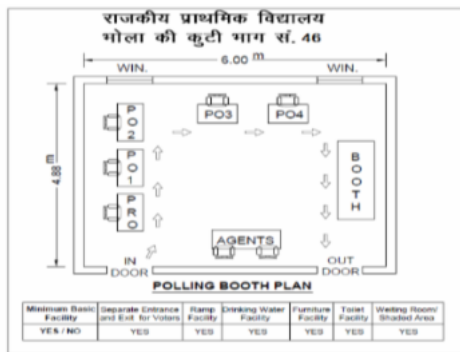 राजकीय प्राथमिक विद्यालय
भोला की कुटी भाग सं. 46
6.00 m
WIN.
WIN.
4.88 m
PO2
PO3
PO4
PO1
BOOTH
PRO
AGENTS
IN
DOOR
OUT
DOOR
POLLING BOOTH PLAN
Minimum Basic Facility | Separate Entrance and Exit for Voters | Ramp Facility | Drinking Water Facility | Furniture Facility | Toilet Facility | Weiting Room/ Shaded Area
YES / NO | YES | YES | YES | YES | YES | YES